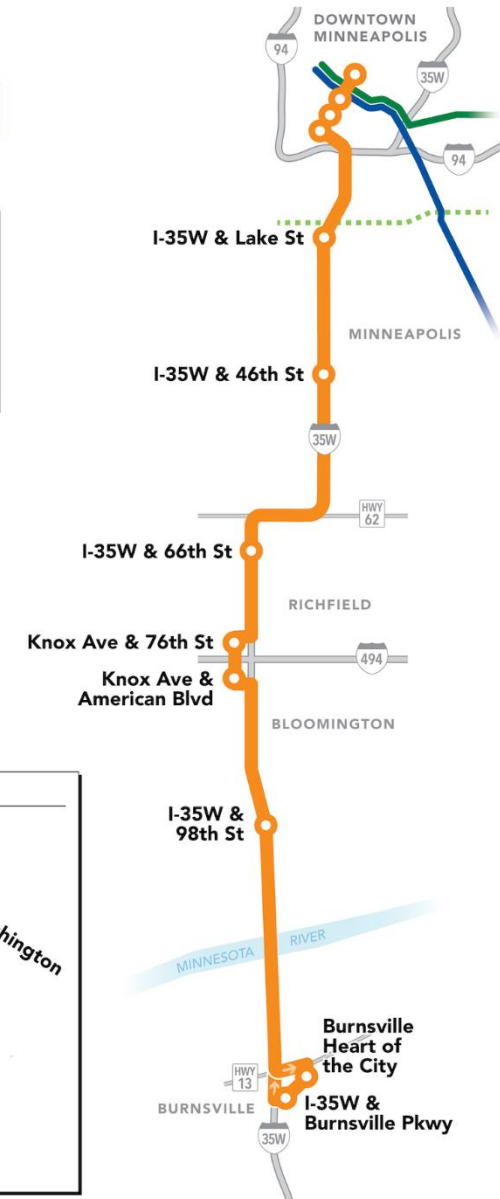 DOWNTOWN
MINNEAPOLIS
94
35W
94
I-35W & Lake St
MINNEAPOLIS
I-35W & 46th St
35W
HWY
62
I-35W & 66th St
RICHFIELD
Knox Ave & 76th St
494
Knox Ave &
American Blvd
BLOOMINGTON
I-35W &
98th St
hington
MINNESOTA RIVER
Burnsville
Heart of
the City
HWY
13
BURNSVILLE
I-35W &
Burnsville Pkwy
35W